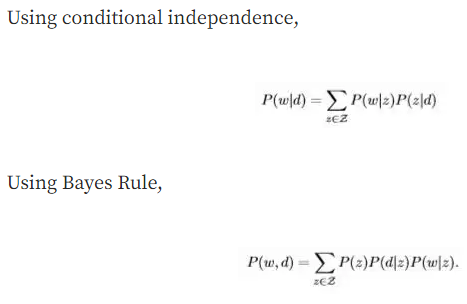 Using conditional independence,
P(w|d) = ∑ P(w|z)P(z|d)
z∈Z
Using Bayes Rule,
P(w, d) = ∑ P(z)P(d|z)P(w|z).
z∈Z